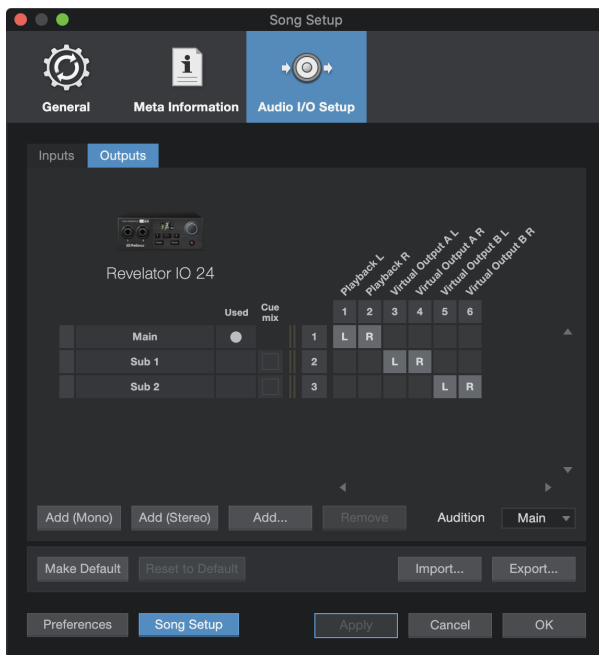 Song Setup
General
Meta Information
Audio I/O Setup
Inputs
Outputs
Revelator IO 24
Playback L
Playback R
Virtual Output A L
Virtual Output A R
Virtual Output B L
Virtual Output B R
Used
Cue mix
1 2 3 4 5 6
Main 1 L R
Sub 1 2 L R
Sub 2 3 L R
Add (Mono)
Add (Stereo)
Add...
Remove
Audition
Main
Make Default
Reset to Default
Import...
Export...
Preferences
Song Setup
Apply
Cancel
OK